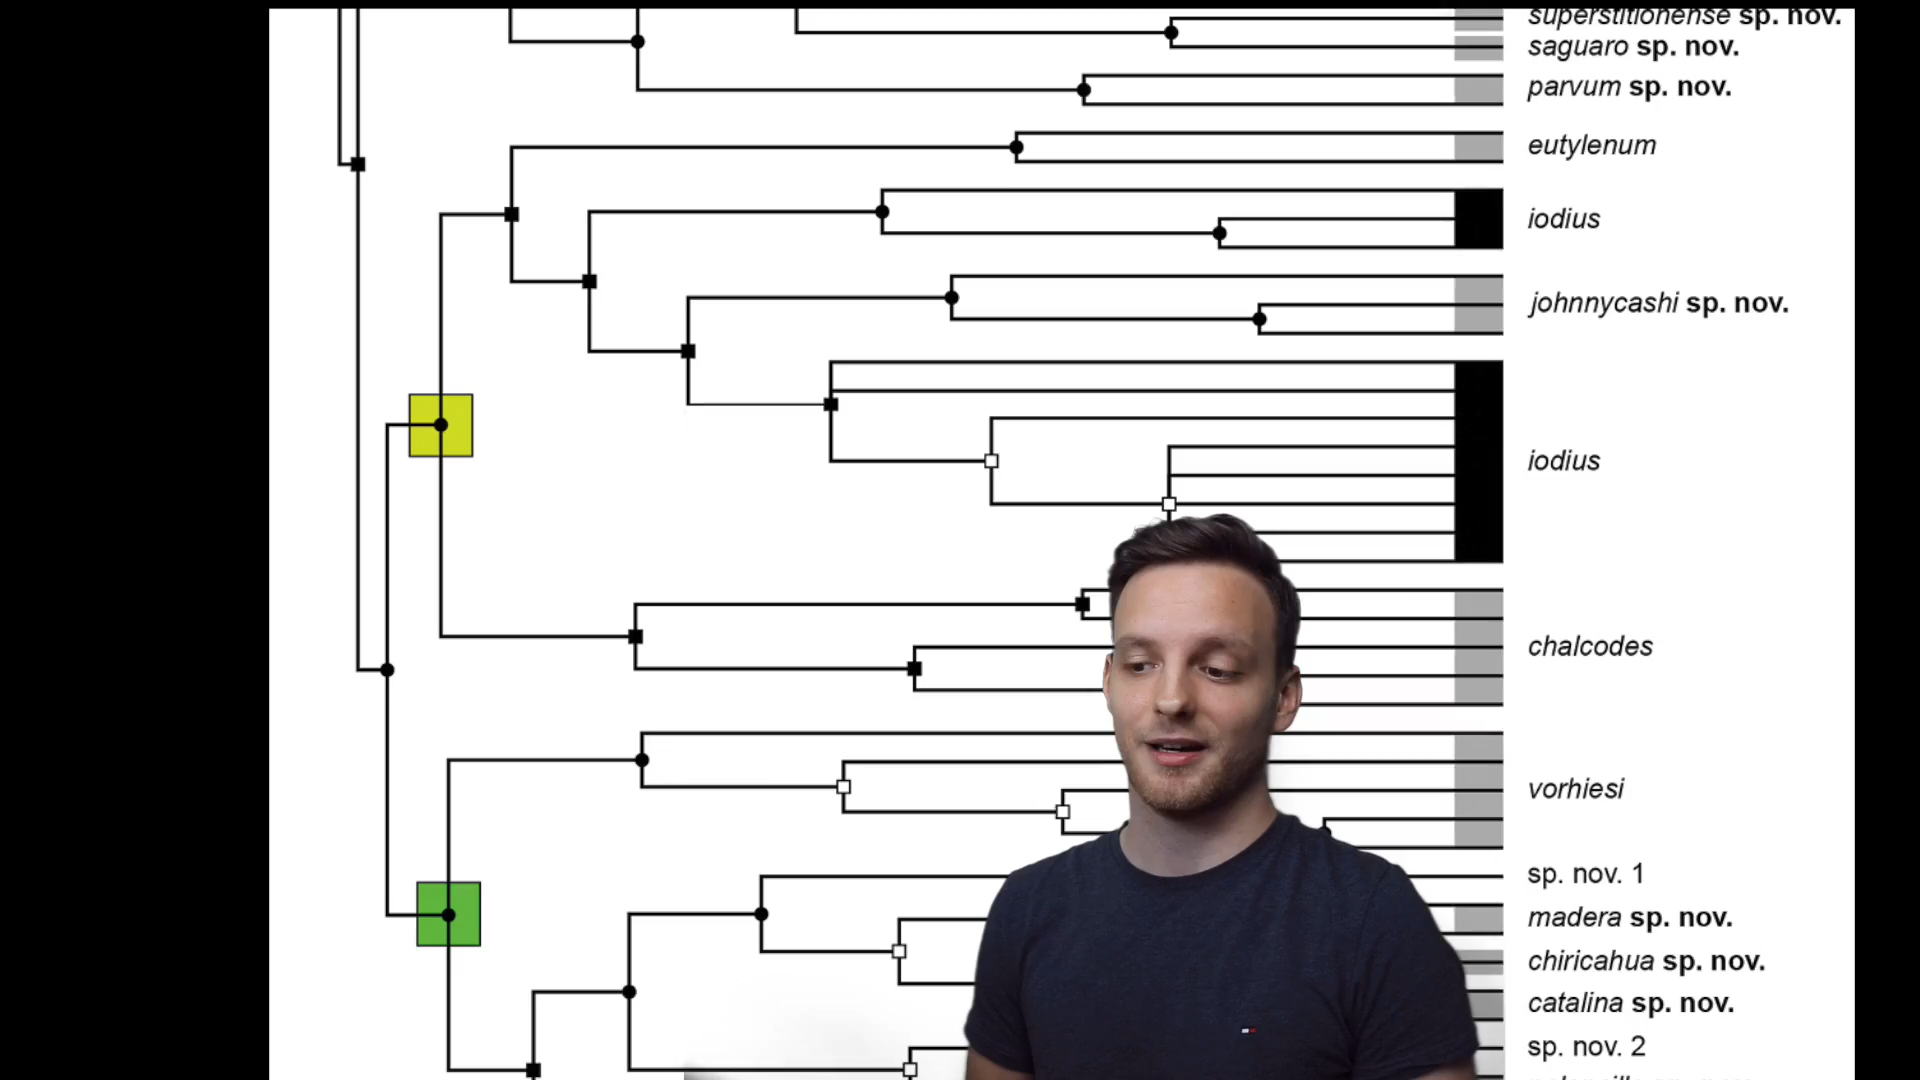 superstitionense sp. nov.
saguaro sp. nov.
parvum sp. nov.
eutylenum
iodius
johnnycashi sp. nov.
iodius
chalcodes
vorhiesi
sp. nov. 1
madera sp. nov.
chiricahua sp. nov.
catalina sp. nov.
sp. nov. 2